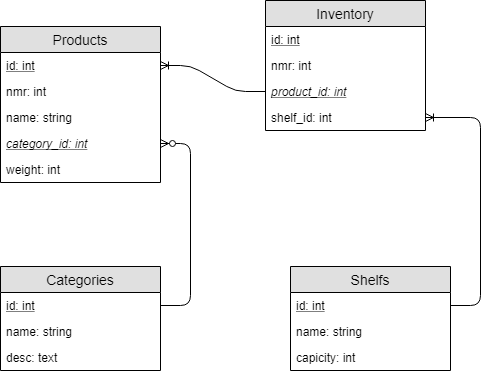 Products
id: int
nmr: int
name: string
category_id: int
weight: int
Inventory
id: int
nmr: int
product_id: int
shelf_id: int
Categories
id: int
name: string
desc: text
Shelfs
id: int
name: string
capicity: int